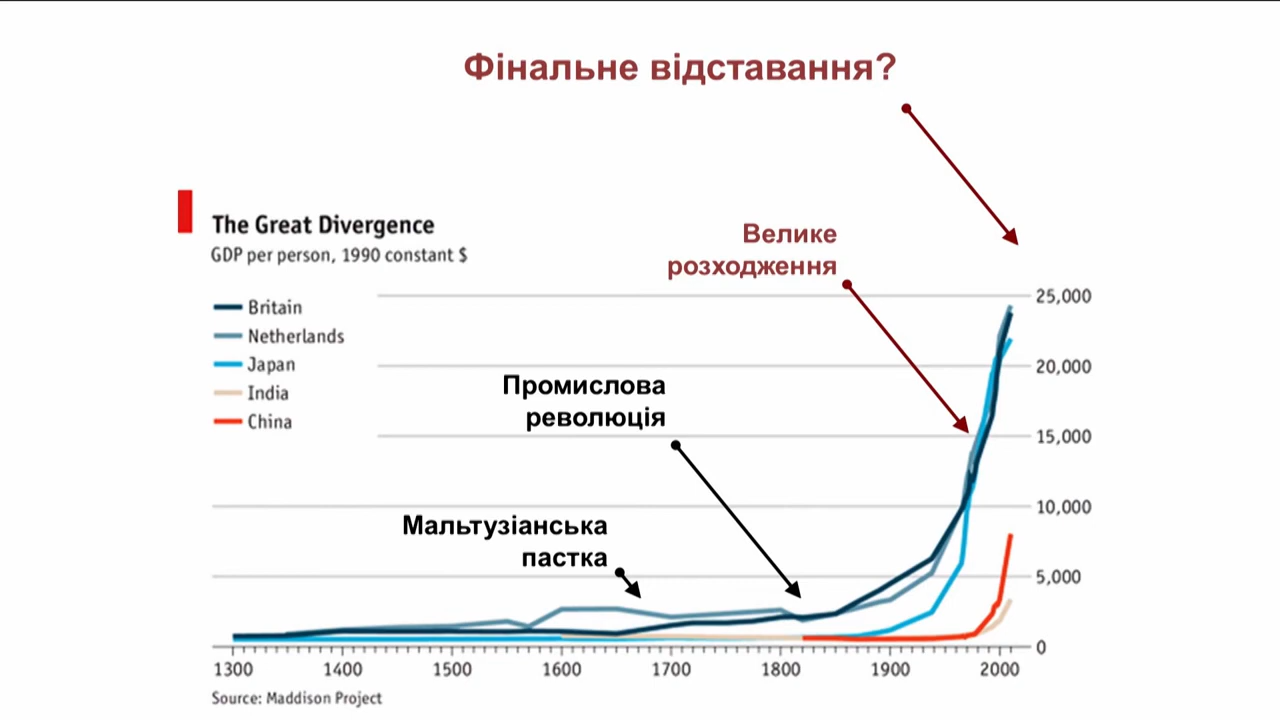 Фінальне відставання?
The Great Divergence
GDP per person, 1990 constant $
Велике
розходження
Britain
Netherlands
Japan
India
China
Промислова
революція
Мальтузіанська
пастка
25,000
20,000
15,000
10,000
5,000
0
1300 1400 1500 1600 1700 1800 1900 2000
Source: Maddison Project